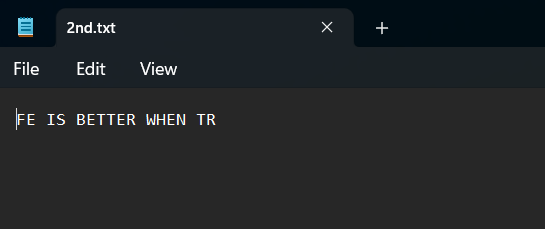 2nd.txt
File Edit View
FE IS BETTER WHEN TR